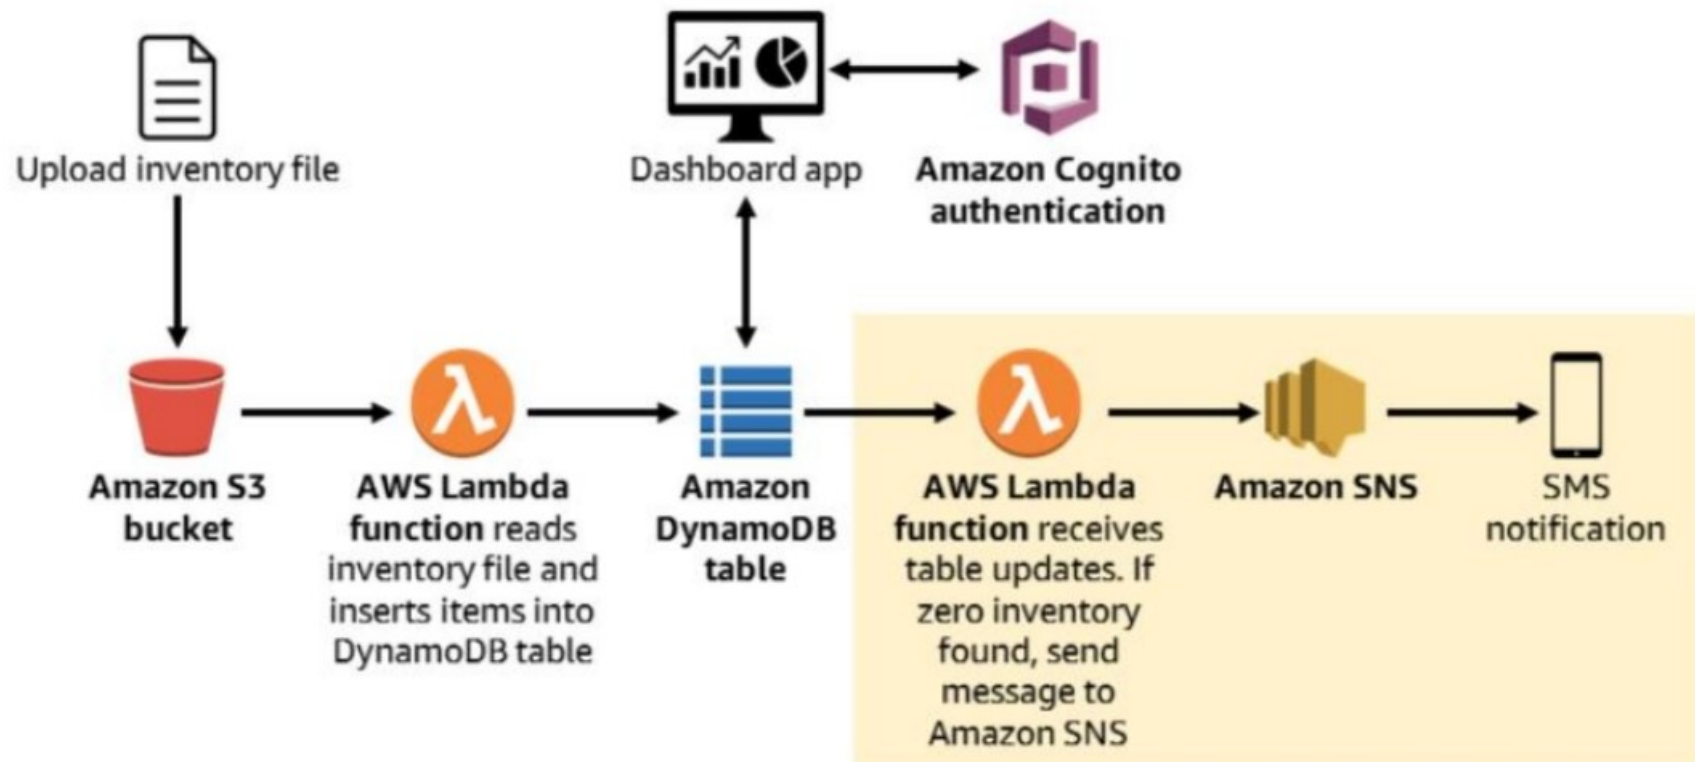 Upload inventory file
Dashboard app
Amazon Cognito
authentication
Amazon S3
bucket
AWS Lambda
function reads
inventory file and
inserts items into
DynamoDB table
Amazon
DynamoDB
table
AWS Lambda
function receives
table updates. If
zero inventory
found, send
message to
Amazon SNS
Amazon SNS
SMS
notification